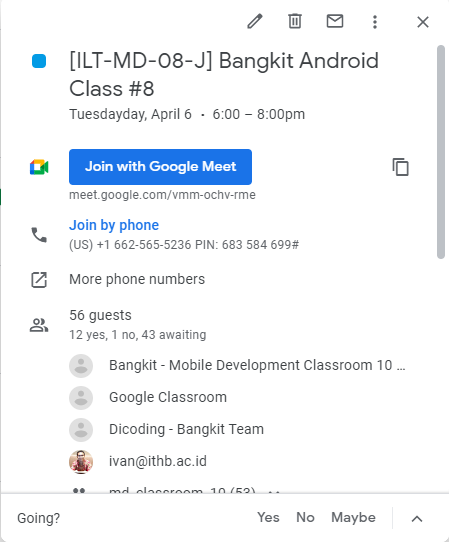 [ILT-MD-08-J] Bangkit Android
Class #8
Tuesdayday, April 6 • 6:00 – 8:00pm
Join with Google Meet
meet.google.com/vmm-ochv-rme
Join by phone
(US) +1 662-565-5236 PIN: 683 584 699#
More phone numbers
56 guests
12 yes, 1 no, 43 awaiting
Bangkit - Mobile Development Classroom 10 ...
Google Classroom
Dicoding - Bangkit Team
ivan@ithb.ac.id
md_classroom_10 (53)
Going? Yes No Maybe